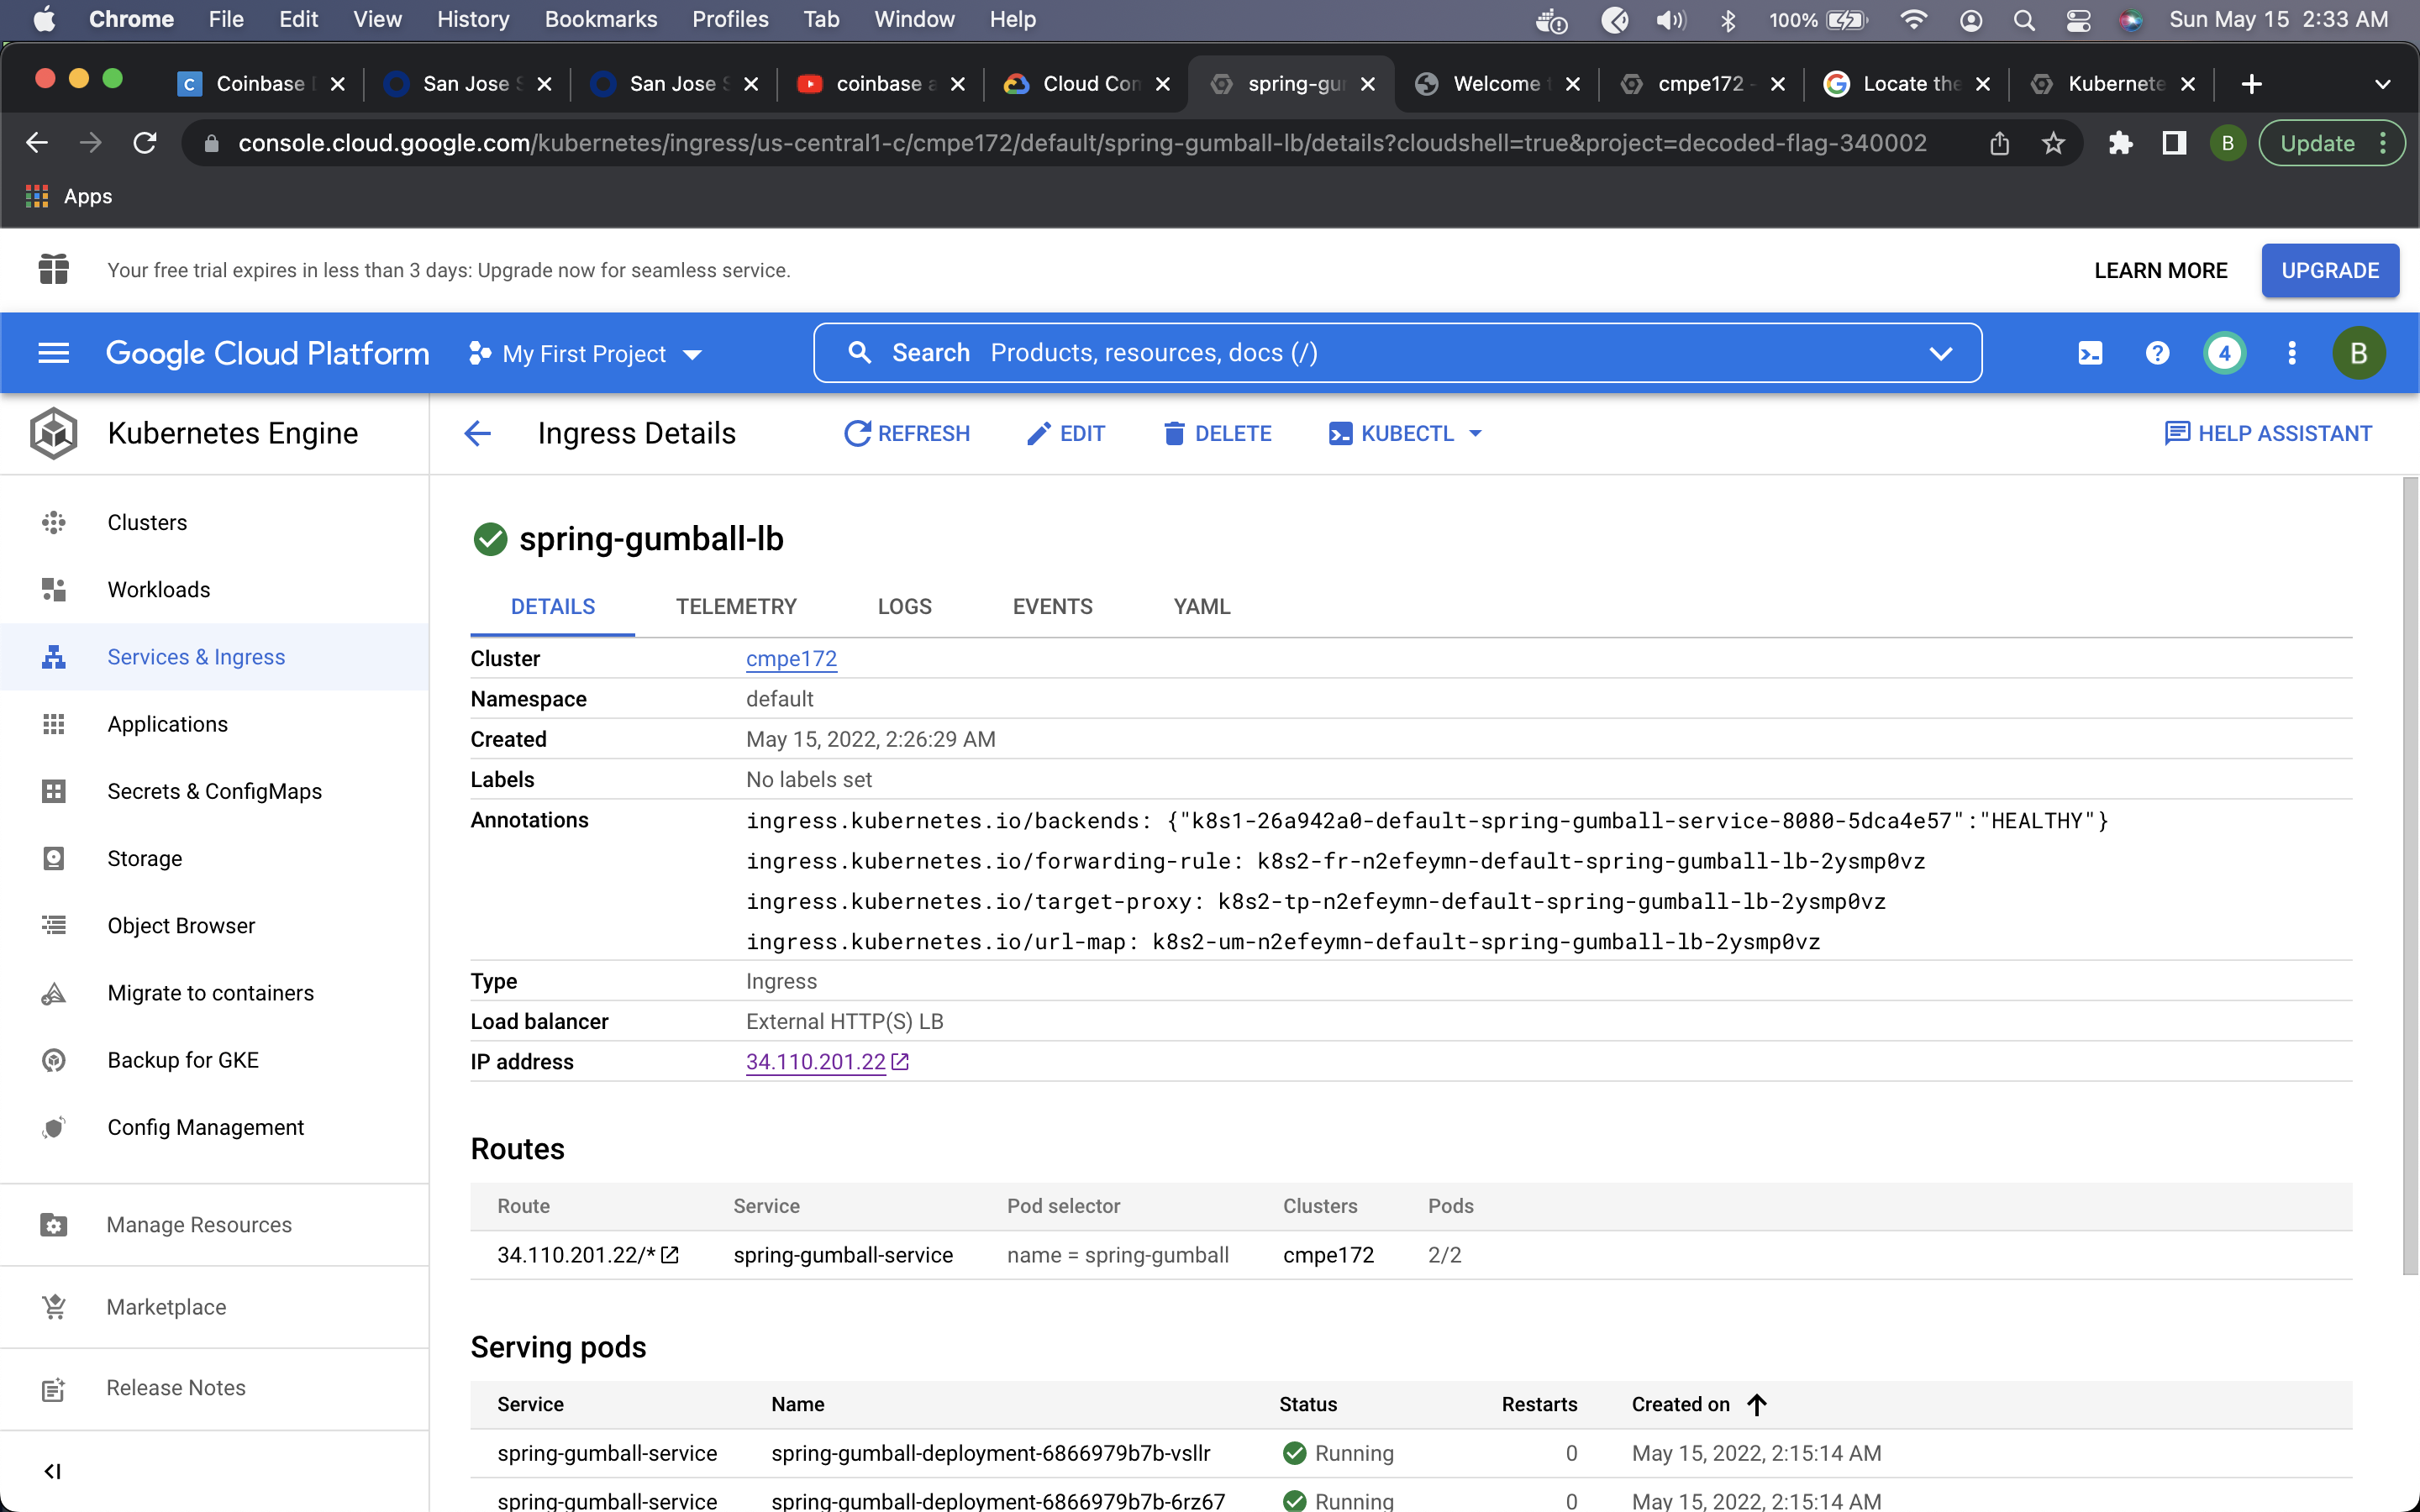 Chrome File Edit View History Bookmarks Profiles Tab Window Help 100% Sun May 15 2:33 AM
Coinbase San Jose San Jose coinbase Cloud Con spring-gu Welcome cmpe172 - Locate the Kubernete
console.cloud.google.com/kubernetes/ingress/us-central1-c/cmpe172/default/spring-gumball-lb/details?cloudshell=true&project=decoded-flag-340002 B Update
Apps
Your free trial expires in less than 3 days: Upgrade now for seamless service. LEARN MORE UPGRADE
Google Cloud Platform My First Project Search Products, resources, docs (/) 4 B
Kubernetes Engine
Ingress Details REFRESH EDIT DELETE KUBECTL HELP ASSISTANT
Clusters
Workloads
Services & Ingress
Applications
Secrets & ConfigMaps
Storage
Object Browser
Migrate to containers
Backup for GKE
Config Management
Manage Resources
Marketplace
Release Notes
spring-gumball-lb
DETAILS TELEMETRY LOGS EVENTS YAML
Cluster cmpe172
Namespace default
Created May 15, 2022, 2:26:29 AM
Labels No labels set
Annotations ingress.kubernetes.io/backends: {"k8s1-26a942a0-default-spring-gumball-service-8080-5dca4e57":"HEALTHY"}
ingress.kubernetes.io/forwarding-rule: k8s2-fr-n2efeymn-default-spring-gumball-lb-2ysmp0vz
ingress.kubernetes.io/target-proxy: k8s2-tp-n2efeymn-default-spring-gumball-lb-2ysmp0vz
ingress.kubernetes.io/url-map: k8s2-um-n2efeymn-default-spring-gumball-lb-2ysmp0vz
Type Ingress
Load balancer External HTTP(S) LB
IP address 34.110.201.22
Routes
Route Service Pod selector Clusters Pods
34.110.201.22/* spring-gumball-service name = spring-gumball cmpe172 2/2
Serving pods
Service Name Status Restarts Created on
spring-gumball-service spring-gumball-deployment-6866979b7b-vsllr Running 0 May 15, 2022, 2:15:14 AM
spring-gumball-service spring-gumball-deployment-6866979b7b-6rz67 Running 0 May 15, 2022, 2:15:14 AM